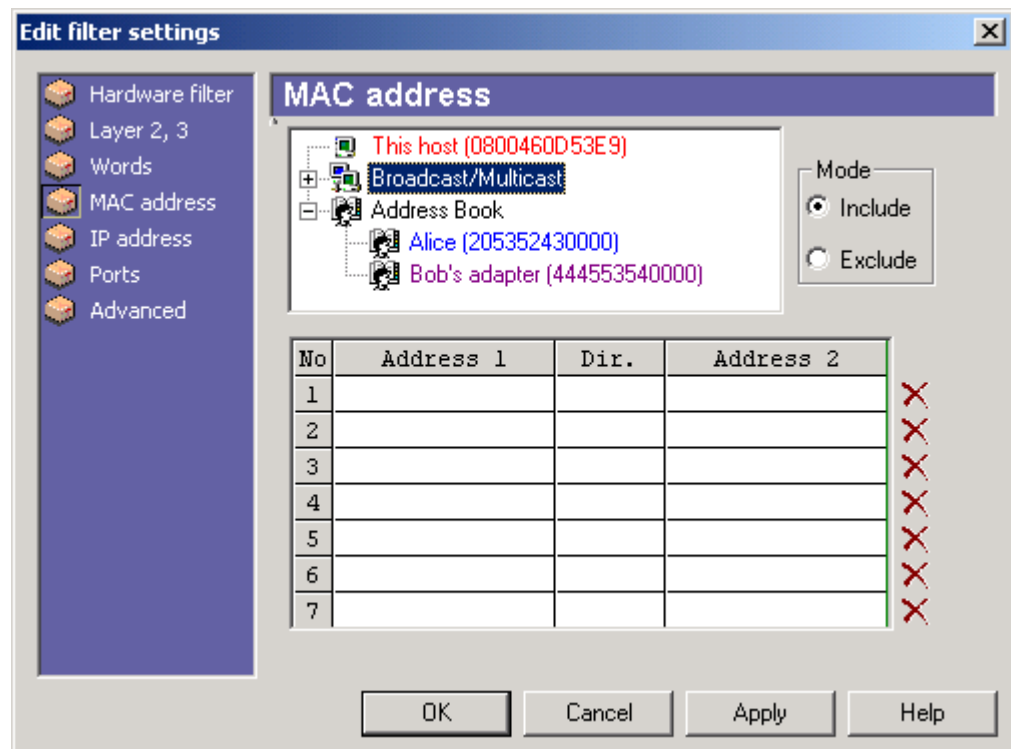 Edit filter settings
Hardware filter
Layer 2, 3
Words
MAC address
IP address
Ports
Advanced
MAC address
This host (0800460D53E9)
Broadcast/Multicast
Address Book
Alice (205352430000)
Bob's adapter (444553540000)
Mode
Include
Exclude
No Address 1 Dir. Address 2
1
2
3
4
5
6
7
OK Cancel Apply Help